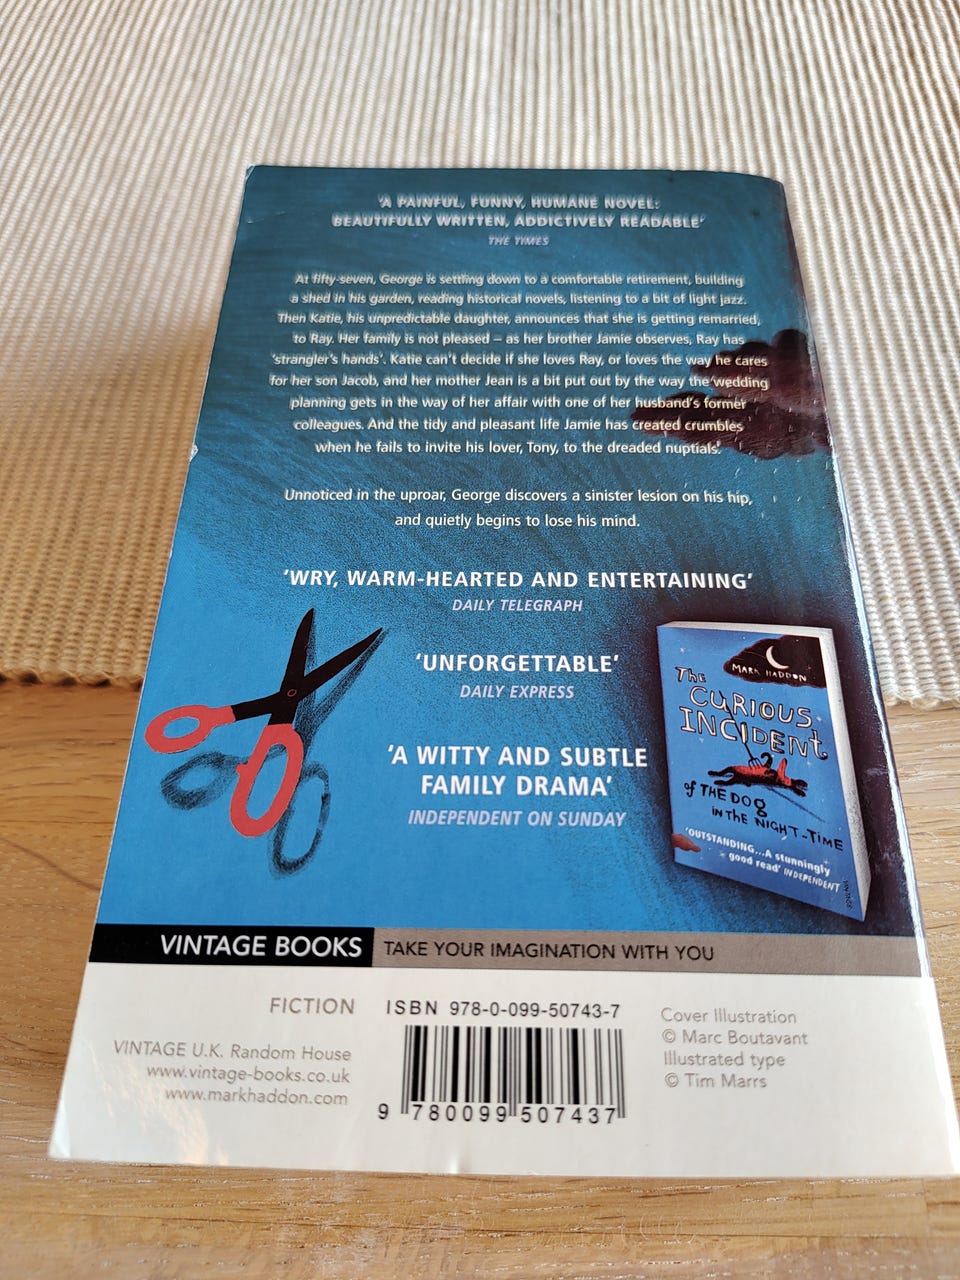 'A PAINFUL, FUNNY, HUMANE NOVEL:
BEAUTIFULLY WRITTEN, ADDICTIVELY READABLE'
THE TIMES
At fifty-seven, George is settling down to a comfortable retirement, building
a shed in his garden, reading historical novels, listening to a bit of light jazz.
Then Katie, his unpredictable daughter, announces that she is getting remarried,
to Ray. Her family is not pleased – as her brother Jamie observes, Ray has
'strangler's hands'. Katie can't decide if she loves Ray, or loves the way he cares
for her son Jacob, and her mother Jean is a bit put out by the way the wedding
planning gets in the way of her affair with one of her husband's former
colleagues. And the tidy and pleasant life Jamie has created crumbles
when he fails to invite his lover, Tony, to the dreaded nuptials.
Unnoticed in the uproar, George discovers a sinister lesion on his hip,
and quietly begins to lose his mind.
'WRY, WARM-HEARTED AND ENTERTAINING'
DAILY TELEGRAPH
'UNFORGETTABLE'
DAILY EXPRESS
'A WITTY AND SUBTLE
FAMILY DRAMA'
INDEPENDENT ON SUNDAY
MARK HADDON
The
CURIOUS
INCIDENT
of THE DOG
in THE NIGHT-TIME
'OUTSTANDING...A stunningly
good read' INDEPENDENT
VINTAGE
VINTAGE BOOKS TAKE YOUR IMAGINATION WITH YOU
FICTION
VINTAGE U.K. Random House
www.vintage-books.co.uk
www.markhaddon.com
ISBN 978-0-099-50743-7
9 780099 507437
Cover Illustration
© Marc Boutavant
Illustrated type
© Tim Marrs